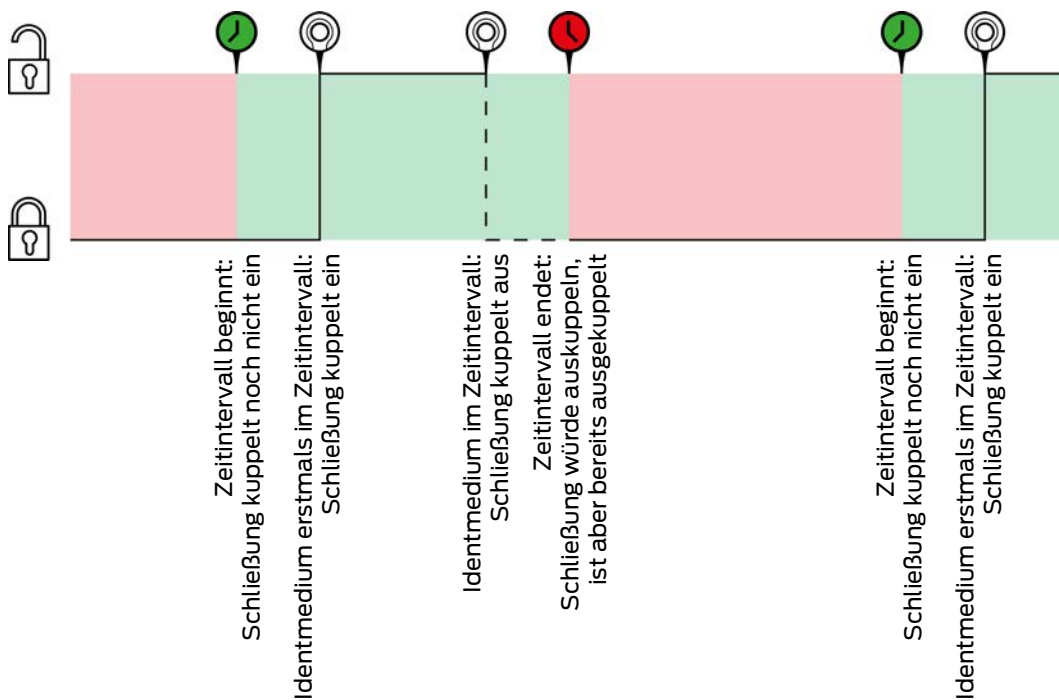 Zeitintervall beginnt:
Schließung kuppelt noch nicht ein
Identmedium erstmals im Zeitintervall:
Schließung kuppelt ein
Identmedium im Zeitintervall:
Schließung kuppelt aus
Zeitintervall endet:
Schließung würde auskuppeln,
ist aber bereits ausgekuppelt
Zeitintervall beginnt:
Schließung kuppelt noch nicht ein
Identmedium erstmals im Zeitintervall:
Schließung kuppelt ein